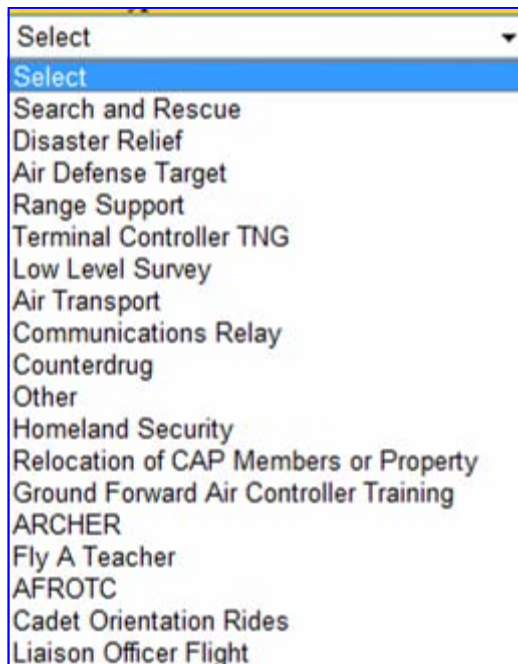 Select
Select
Search and Rescue
Disaster Relief
Air Defense Target
Range Support
Terminal Controller TNG
Low Level Survey
Air Transport
Communications Relay
Counterdrug
Other
Homeland Security
Relocation of CAP Members or Property
Ground Forward Air Controller Training
ARCHER
Fly A Teacher
AFROTC
Cadet Orientation Rides
Liaison Officer Flight